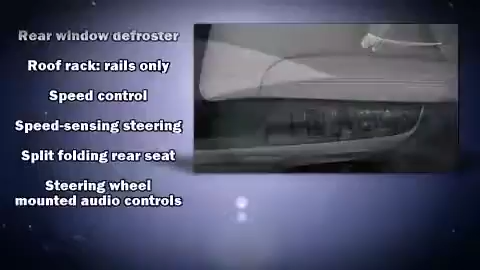 Rear window defroster
Roof rack: rails only
Speed control
Speed-sensing steering
Split folding rear seat
Steering wheel
mounted audio controls